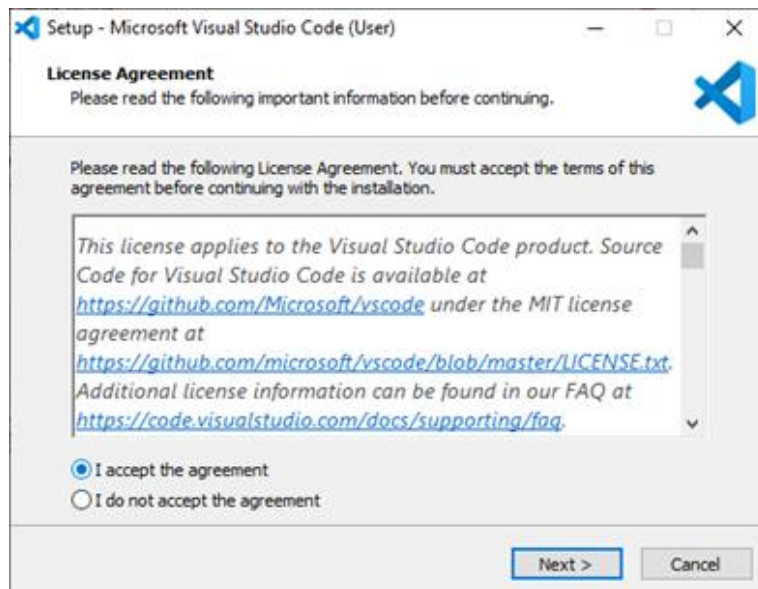 Setup - Microsoft Visual Studio Code (User)
License Agreement
Please read the following important information before continuing.
Please read the following License Agreement. You must accept the terms of this
agreement before continuing with the installation.
This license applies to the Visual Studio Code product. Source
Code for Visual Studio Code is available at
https://github.com/Microsoft/vscode under the MIT license
agreement at
https://github.com/microsoft/vscode/blob/master/LICENSE.txt.
Additional license information can be found in our FAQ at
https://code.visualstudio.com/docs/supporting/faq.
I accept the agreement
I do not accept the agreement
Next >
Cancel